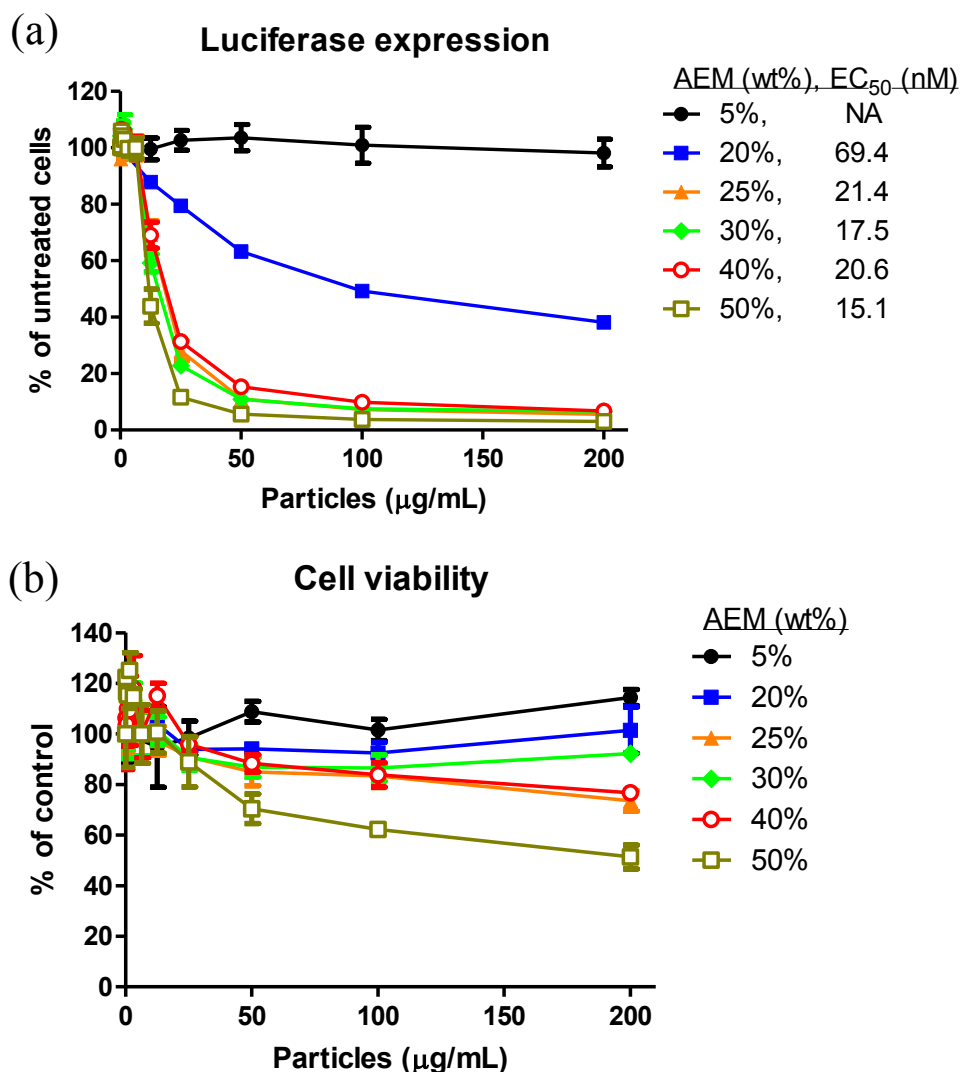 (a)
Luciferase expression
% of untreated cells
120
100
80
60
40
20
0
0 50 100 150 200
Particles (μg/mL)
AEM (wt%), EC50 (nM)
5%, NA
20%, 69.4
25%, 21.4
30%, 17.5
40%, 20.6
50%, 15.1
(b)
Cell viability
% of control
140
120
100
80
60
40
20
0
0 50 100 150 200
Particles (μg/mL)
AEM (wt%)
5%
20%
25%
30%
40%
50%